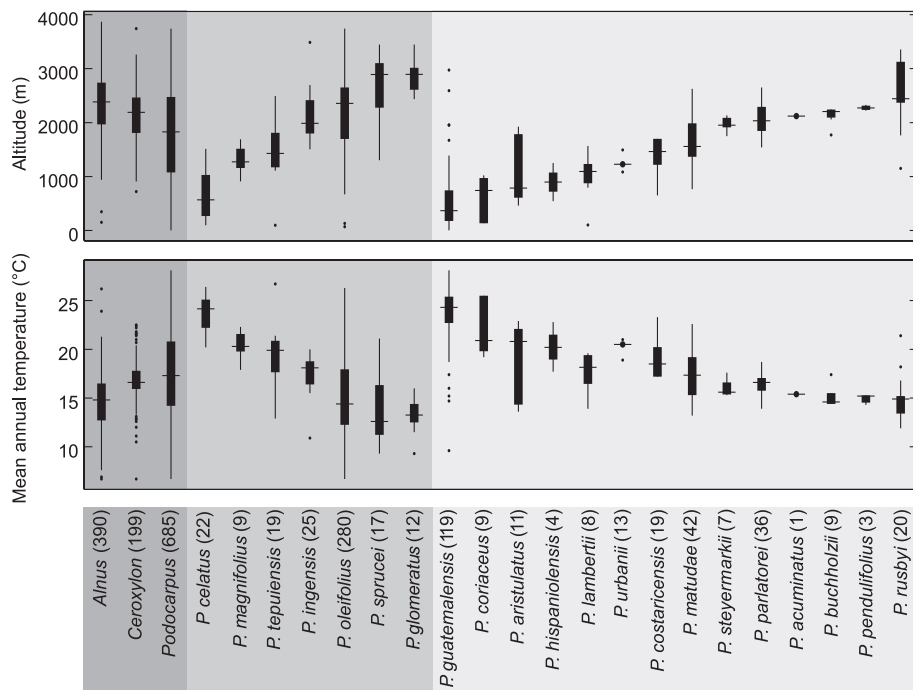 4000
3000
2000
1000
0
Altitude (m)
25
20
15
10
Mean annual temperature (°C)
Alnus (390)
Ceroxylon (199)
Podocarpus (685)
P celatus (22)
P. magnifolius (9)
P. tepuiensis (19)
P. ingensis (25)
P. oleifolius (280)
P. sprucei (17)
P. glomeratus (12)
P. guatemalensis (119)
P. coriaceus (9)
P. aristulatus (11)
P. hispaniolensis (4)
P. lambertii (8)
P. urbanii (13)
P. costaricensis (19)
P. matudae (42)
P. steyermarkii (7)
P. parlatorei (36)
P. acuminatus (1)
P. buchholzii (9)
P. pendulifolius (3)
P. rusbyi (20)